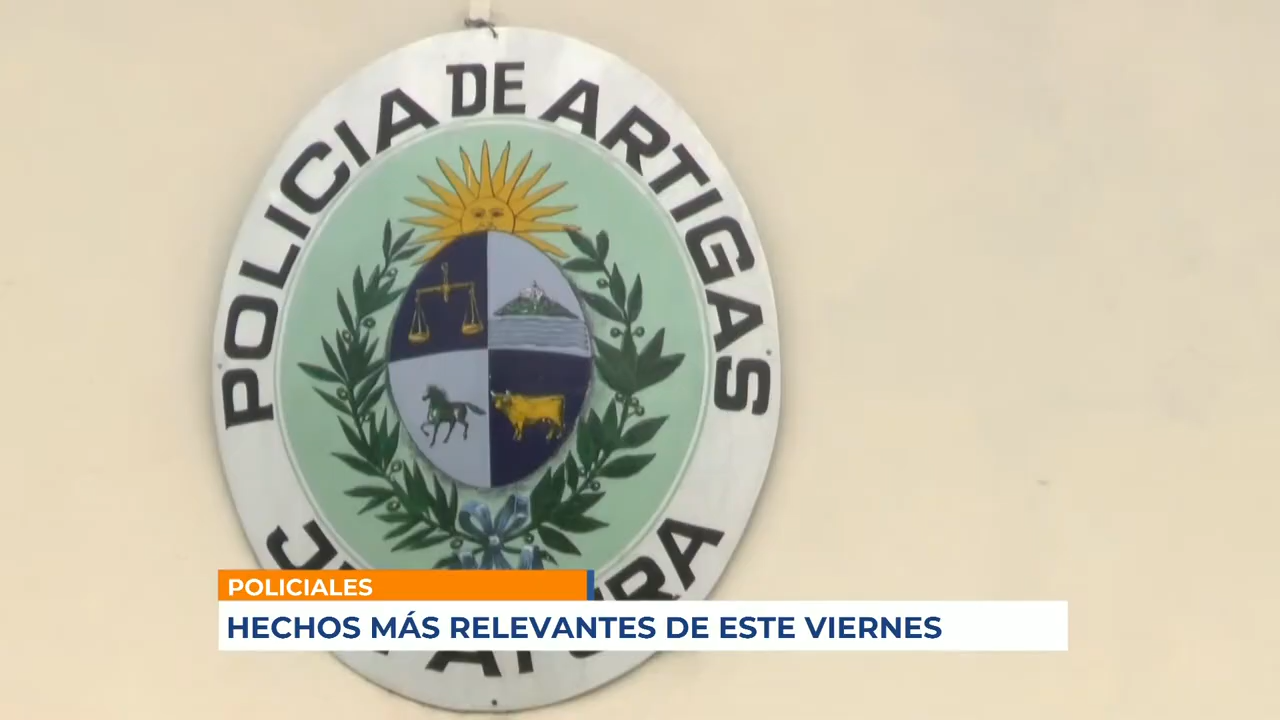 POLICIA DE ARTIGAS
POLICIALES
HECHOS MÁS RELEVANTES DE ESTE VIERNES